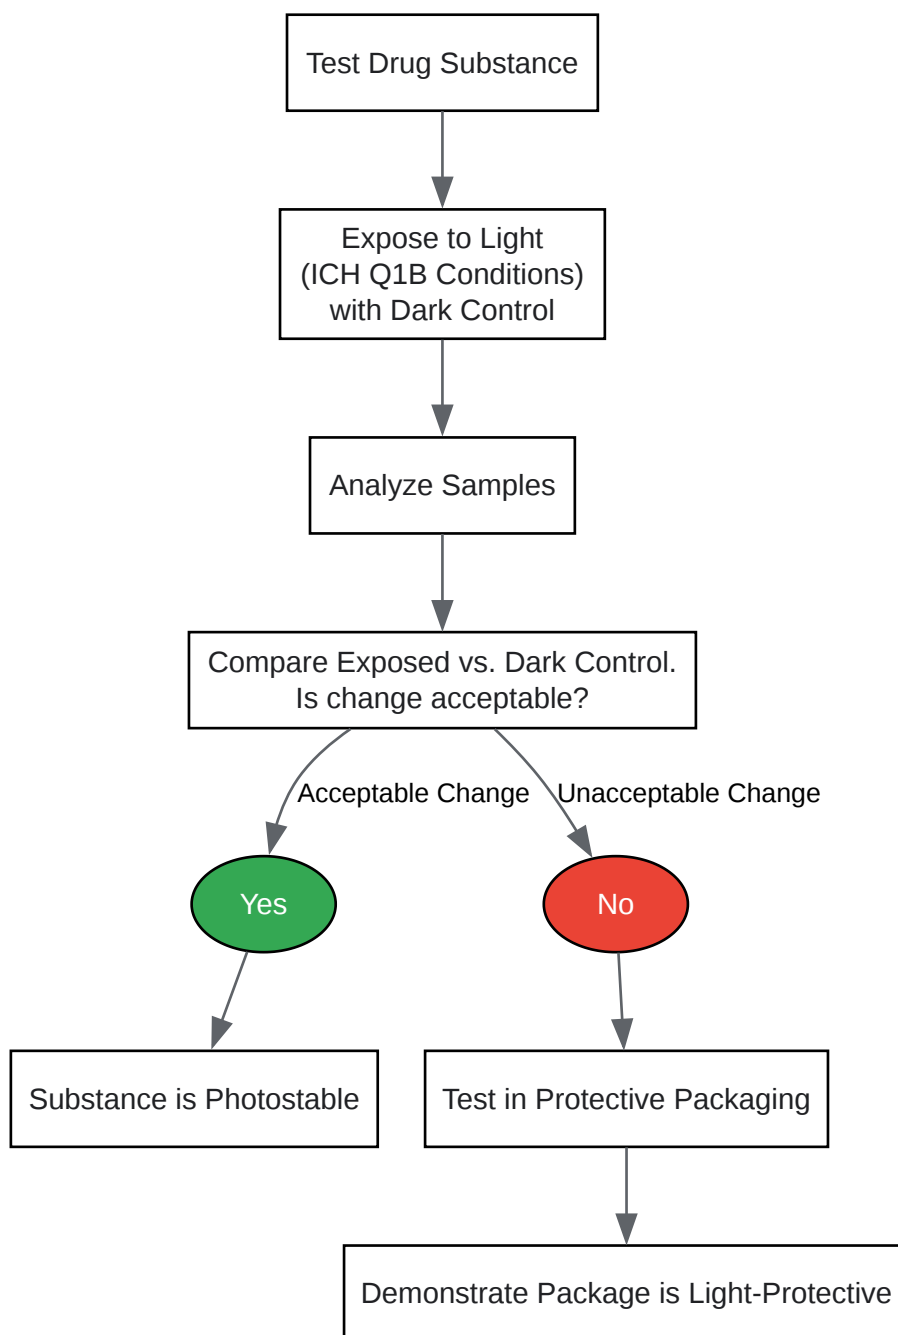 Test Drug Substance
Expose to Light
(ICH Q1B Conditions)
with Dark Control
Analyze Samples
Compare Exposed vs. Dark Control.
Is change acceptable?
Acceptable Change
Unacceptable Change
Yes
No
Substance is Photostable
Test in Protective Packaging
Demonstrate Package is Light-Protective